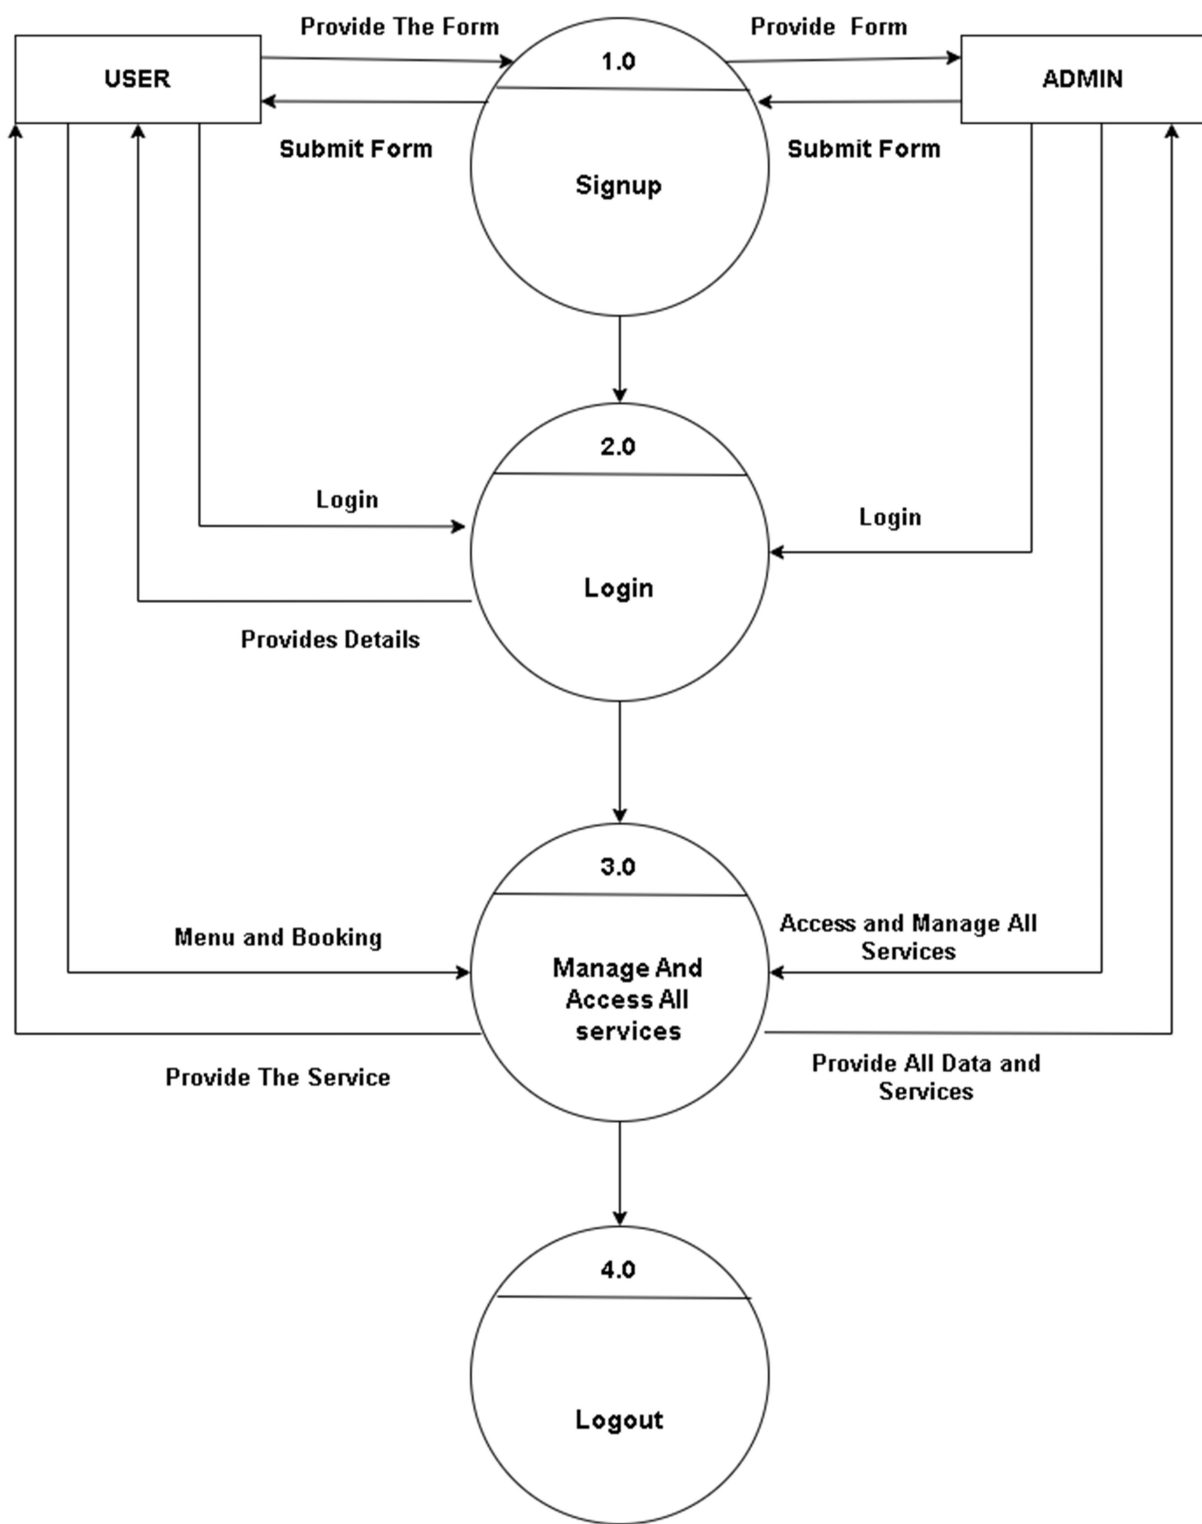 Provide The Form
Provide Form
USER
1.0
ADMIN
Submit Form
Submit Form
Signup
2.0
Login
Login
Login
Provides Details
3.0
Menu and Booking
Access and Manage All
Services
Manage And
Access All
services
Provide The Service
Provide All Data and
Services
4.0
Logout